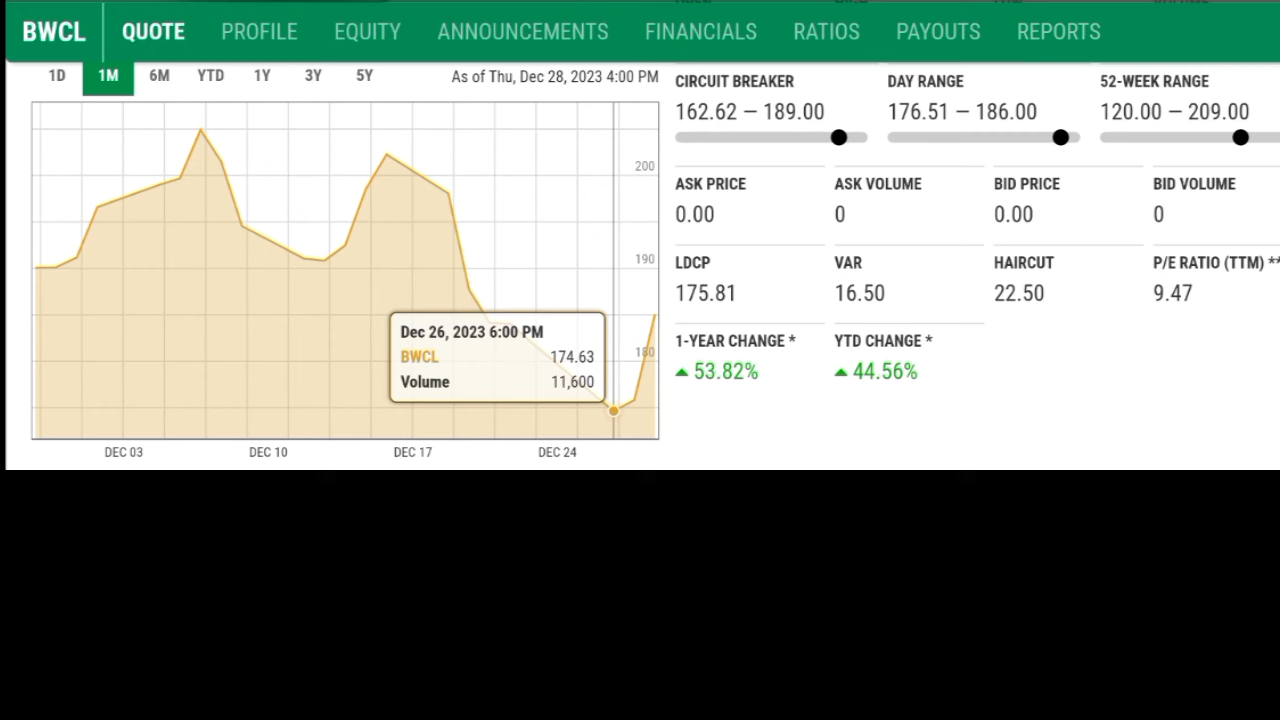 BWCL QUOTE PROFILE EQUITY ANNOUNCEMENTS FINANCIALS RATIOS PAYOUTS REPORTS
1D 1M 6M YTD 1Y 3Y 5Y As of Thu, Dec 28, 2023 4:00 PM
200
190
180
Dec 26, 2023 6:00 PM
BWCL 174.63
Volume 11,600
DEC 03 DEC 10 DEC 17 DEC 24
CIRCUIT BREAKER DAY RANGE 52-WEEK RANGE
162.62 — 189.00 176.51 — 186.00 120.00 — 209.00
ASK PRICE ASK VOLUME BID PRICE BID VOLUME
0.00 0 0.00 0
LDCP VAR HAIRCUT P/E RATIO (TTM) **
175.81 16.50 22.50 9.47
1-YEAR CHANGE * YTD CHANGE *
53.82% 44.56%